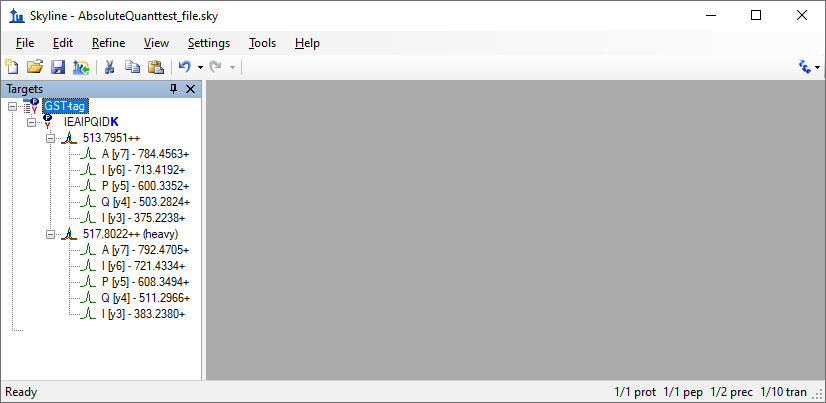 Skyline - AbsoluteQuanttest_file.sky
File Edit Refine View Settings Tools Help
Targets
GST-tag
IEAIPQIDK
513.7951++
A [y7] - 784.4563+
I [y6] - 713.4192+
P [y5] - 600.3352+
Q [y4] - 503.2824+
I [y3] - 375.2238+
517.8022++ (heavy)
A [y7] - 792.4705+
I [y6] - 721.4334+
P [y5] - 608.3494+
Q [y4] - 511.2966+
I [y3] - 383.2380+
Ready 1/1 prot 1/1 pep 1/2 prec 1/10 tran